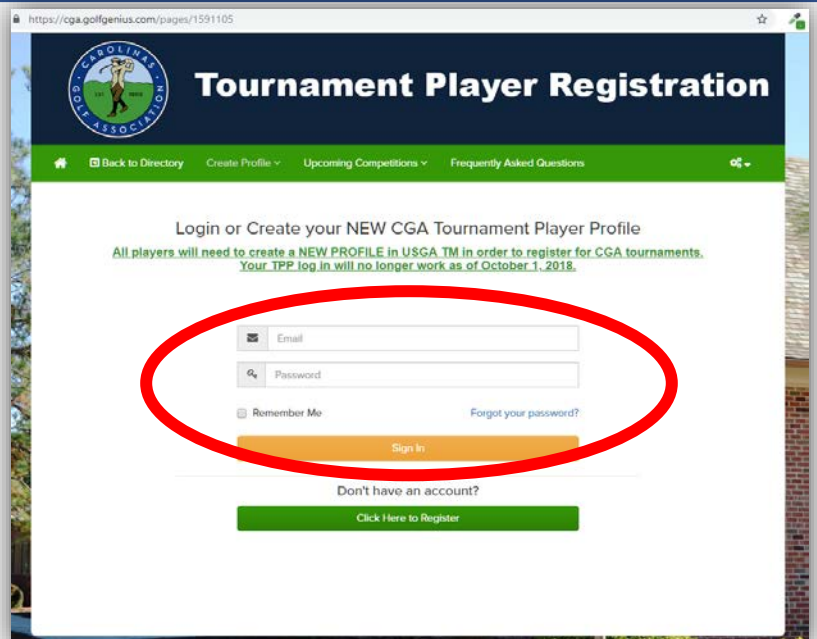 https://cga.golfgenius.com/pages/1591105
CAROLINAS
GOLF ASSOCIATION
Tournament Player Registration
Back to Directory Create Profile Upcoming Competitions Frequently Asked Questions
Login or Create your NEW CGA Tournament Player Profile
All players will need to create a NEW PROFILE in USGA TM in order to register for CGA tournaments.
Your TPP log in will no longer work as of October 1, 2018.
Email
Password
Remember Me Forgot your password?
Sign In
Don't have an account?
Click Here to Register